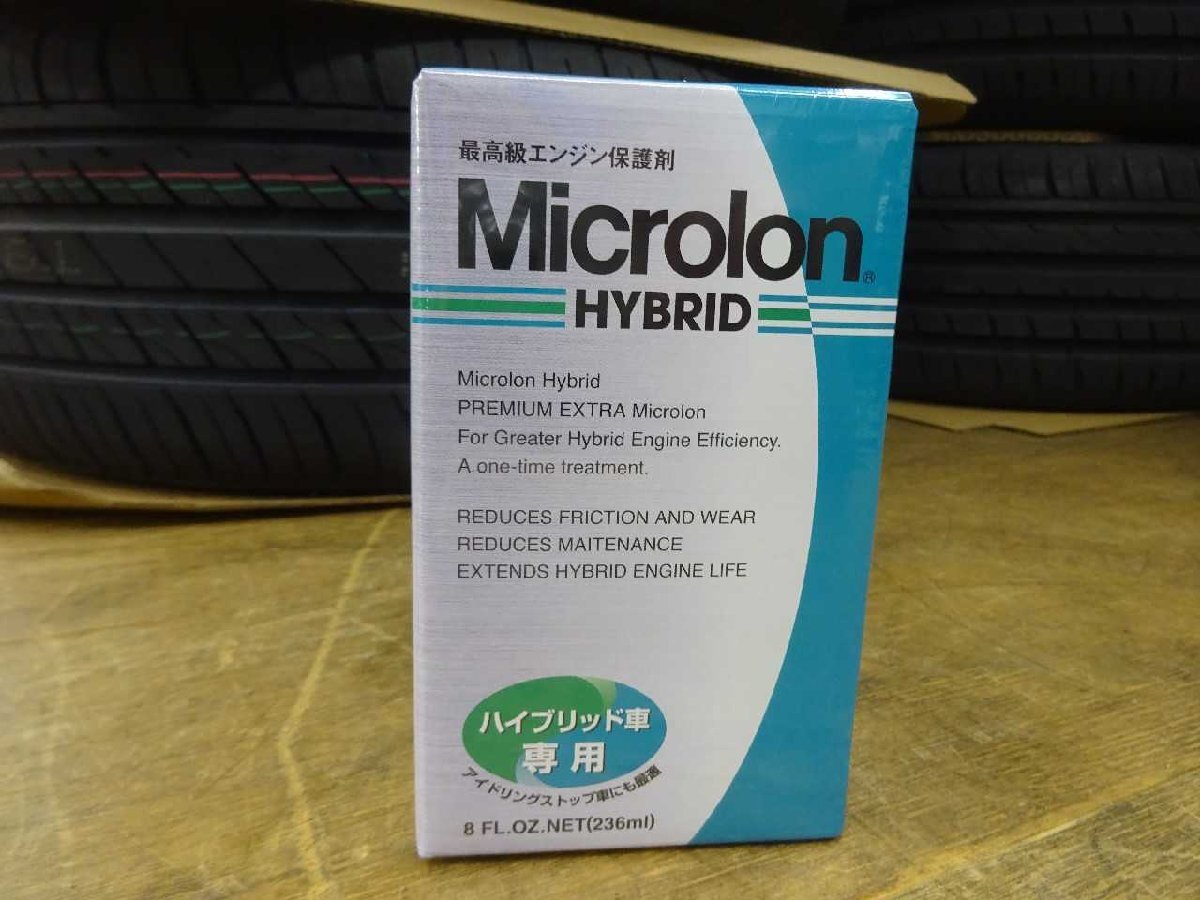 最高級エンジン保護剤
Microlon®
HYBRID
Microlon Hybrid
PREMIUM EXTRA Microlon
For Greater Hybrid Engine Efficiency.
A one-time treatment.
REDUCES FRICTION AND WEAR
REDUCES MAITENANCE
EXTENDS HYBRID ENGINE LIFE
ハイブリッド車
専用
アイドリングストップ車にも最適
8 FL.OZ.NET(236ml)